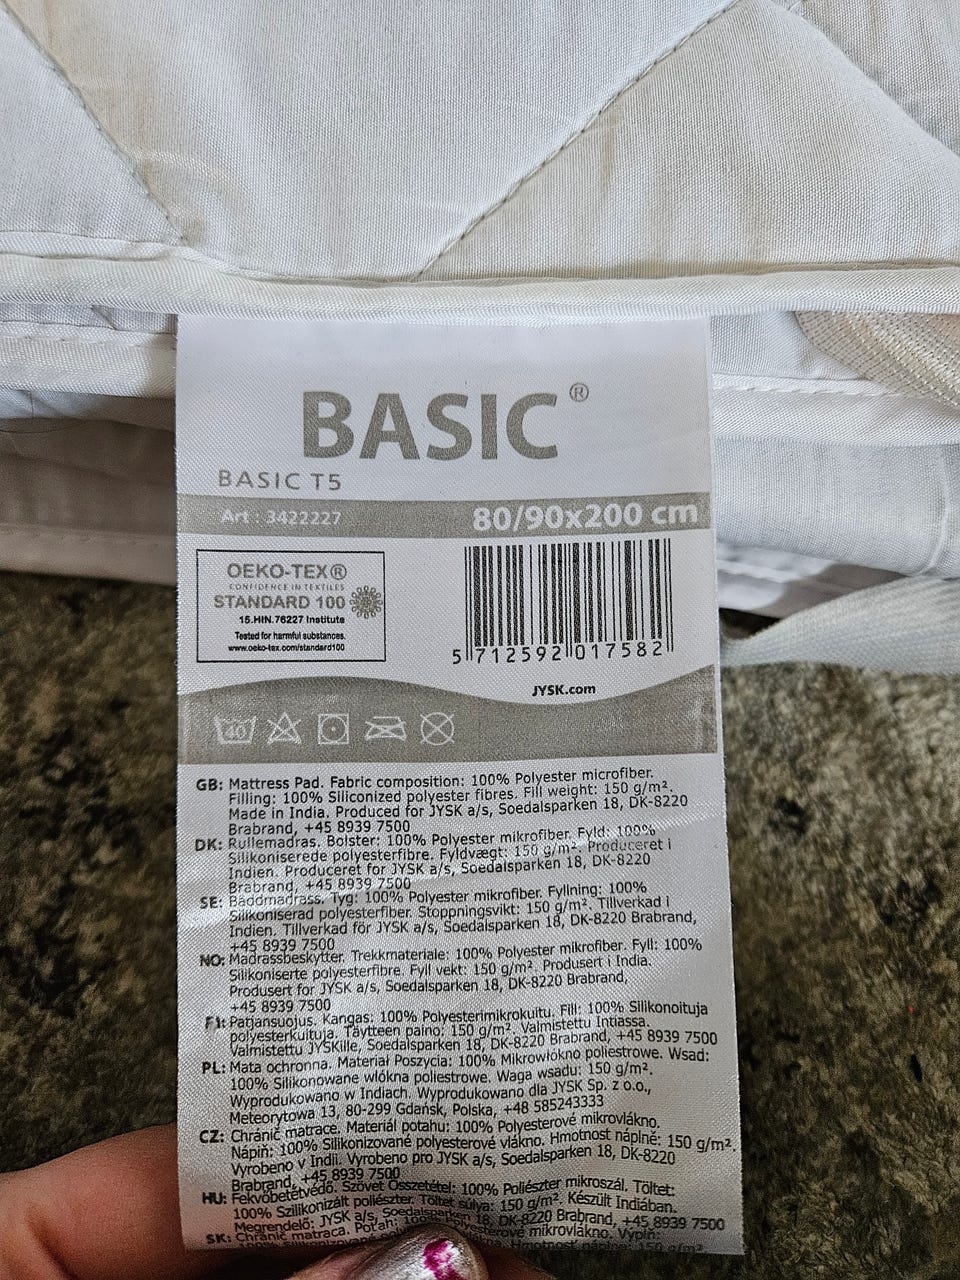 BASIC®
BASIC T5
Art : 3422227
80/90x200 cm
OEKO-TEX®
CONFIDENCE IN TEXTILES
STANDARD 100
15.HIN.76227 Institute
Tested for harmful substances.
www.oeko-tex.com/standard100
5 712592 017582
JYSK.com
40
GB: Mattress Pad. Fabric composition: 100% Polyester microfiber.
Filling: 100% Siliconized polyester fibres. Fill weight: 150 g/m².
Made in India. Produced for JYSK a/s, Soedalsparken 18, DK-8220
Brabrand, +45 8939 7500
DK: Rullemadras. Bolster: 100% Polyester mikrofiber. Fyld: 100%
Silikoniserede polyesterfibre. Fyldvægt: 150 g/m². Produceret i
Indien. Produceret for JYSK a/s, Soedalsparken 18, DK-8220
Brabrand, +45 8939 7500
SE: Bäddmadrass. Tyg: 100% Polyester mikrofiber. Fyllning: 100%
Silikoniserad polyesterfiber. Stoppningsvikt: 150 g/m². Tillverkad i
Indien. Tillverkad för JYSK a/s, Soedalsparken 18, DK-8220 Brabrand,
+45 8939 7500
NO: Madrassbeskytter. Trekkmateriale: 100% Polyester mikrofiber. Fyll: 100%
Silikoniserte polyesterfibre. Fyll vekt: 150 g/m². Produsert i India.
Produsert for JYSK a/s, Soedalsparken 18, DK-8220 Brabrand,
+45 8939 7500
FI: Patjansuojus. Kangas: 100% Polyesterimikrokuitu. Fill: 100% Silikonoituja
polyesterkuituja. Täytteen paino: 150 g/m². Valmistettu Intiassa.
Valmistettu JYSKille, Soedalsparken 18, DK-8220 Brabrand, +45 8939 7500
PL: Mata ochronna. Materiał Poszycia: 100% Mikrowłókno poliestrowe. Wsad:
100% Silikonowane włókna poliestrowe. Waga wsadu: 150 g/m².
Wyprodukowano w Indiach. Wyprodukowano dla JYSK Sp. z o.o.,
Meteorytowa 13, 80-299 Gdańsk, Polska, +48 585243333
CZ: Chránič matrace. Materiál potahu: 100% Polyesterové mikrovlákno.
Náplň: 100% Silikonizované polyesterové vlákno. Hmotnost náplně: 150 g/m².
Vyrobeno v Indii. Vyrobeno pro JYSK a/s, Soedalsparken 18, DK-8220
Brabrand, +45 8939 7500
HU: Fekvőbetétvédő. Szövet Összetétel: 100% Poliészter mikroszál. Töltet:
100% Szilikonizált poliészter. Töltet súlya: 150 g/m². Készült Indiában.
Megrendelő: JYSK a/s, Soedalsparken 18, DK-8220 Brabrand, +45 8939 7500
SK: Chránič matraca. Poťah: 100% Polyesterové mikrovlákno. Výplň:
Hmotnosť náplne: 150 g/m².